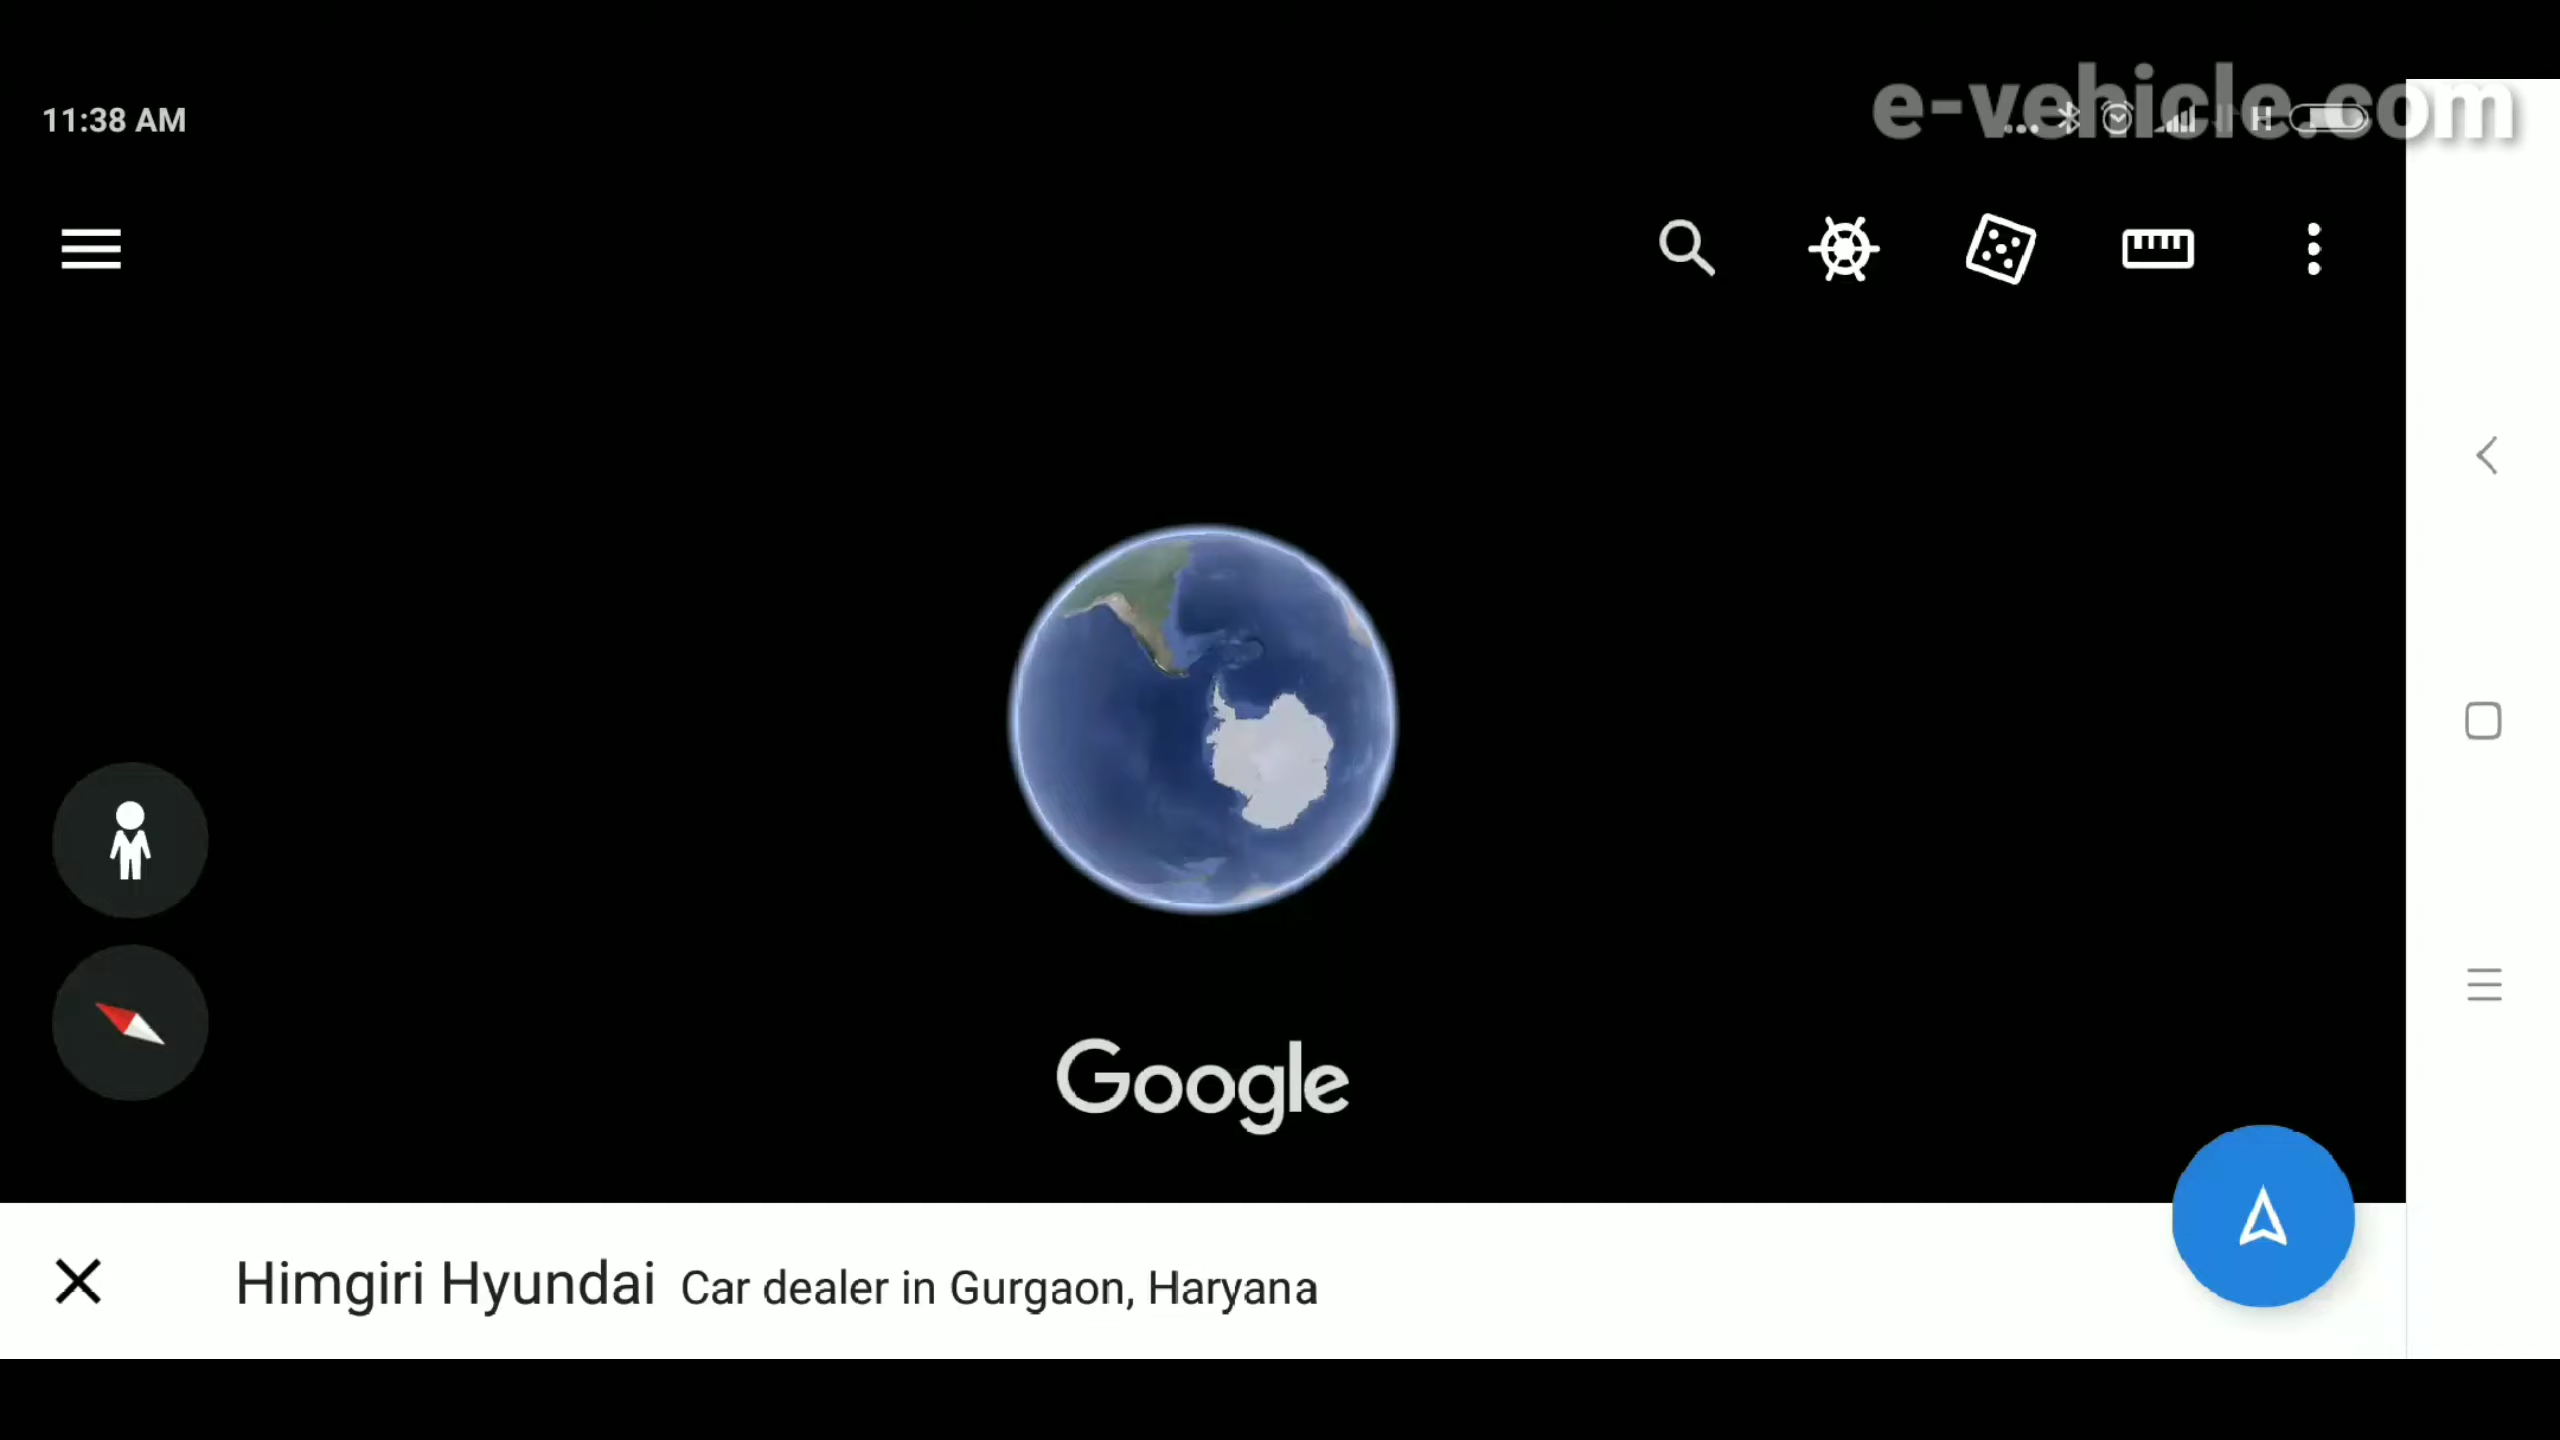 e-vehicle.com
11:38 AM
H
Google
Himgiri Hyundai Car dealer in Gurgaon, Haryana